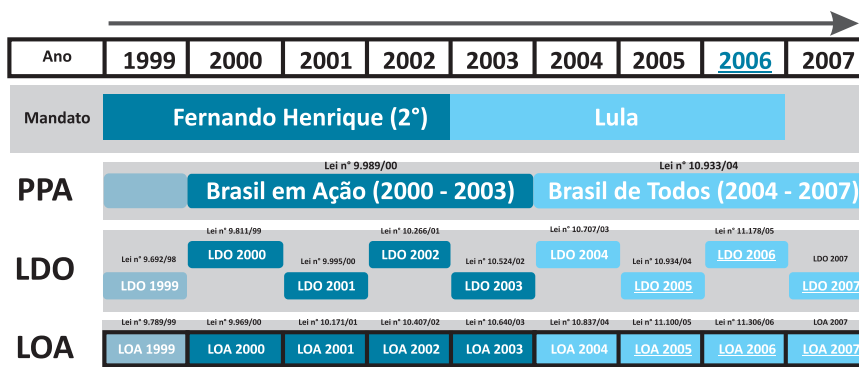 Ano 1999 2000 2001 2002 2003 2004 2005 2006 2007
Mandato Fernando Henrique (2°) Lula
Lei n° 9.989/00 Lei n° 10.933/04
PPA Brasil em Ação (2000 - 2003) Brasil de Todos (2004 - 2007)
Lei n° 9.811/99 Lei n° 10.266/01 Lei n° 10.707/03 Lei n° 11.178/05
LDO 2000 LDO 2002 LDO 2004 LDO 2006
Lei n° 9.692/98 Lei n° 9.995/00 Lei n° 10.524/02 Lei n° 10.934/04 LDO 2007
LDO
LDO 1999 LDO 2001 LDO 2003 LDO 2005 LDO 2007
Lei n° 9.789/99 Lei n° 9.969/00 Lei n° 10.171/01 Lei n° 10.407/02 Lei n° 10.640/03 Lei n° 10.837/04 Lei n° 11.100/05 Lei n° 11.306/06 LOA 2007
LOA LOA 1999 LOA 2000 LOA 2001 LOA 2002 LOA 2003 LOA 2004 LOA 2005 LOA 2006 LOA 2007